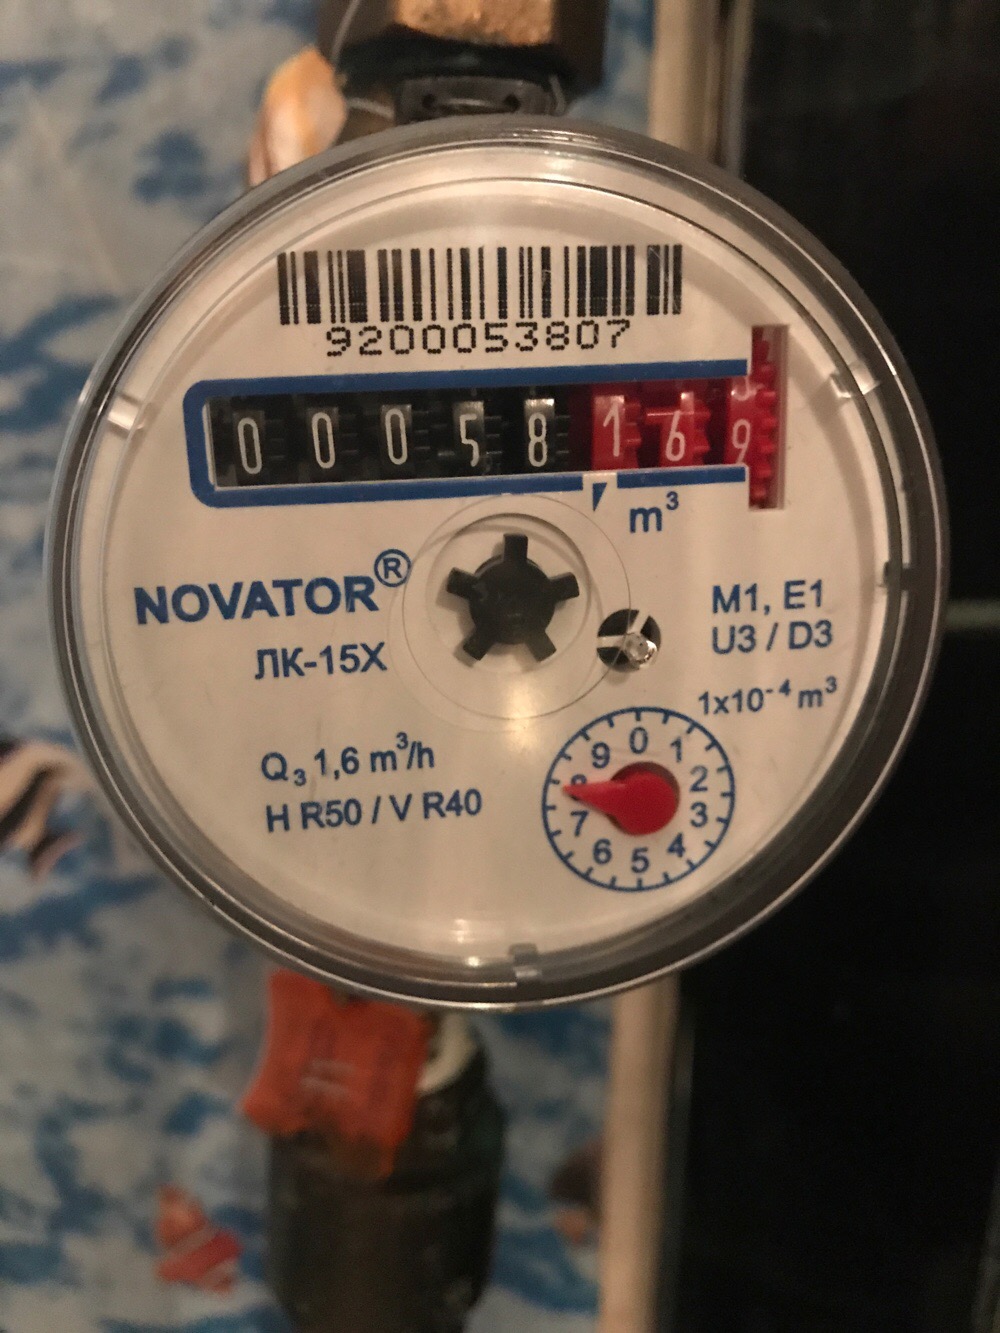 9200053807
00058169
m³
NOVATOR®
ЛК-15Х
M1, E1
U3 / D3
1x10⁻⁴ m³
Q₃ 1,6 m³/h
H R50 / V R40
0 1 2 3 4 5 6 7 8 9